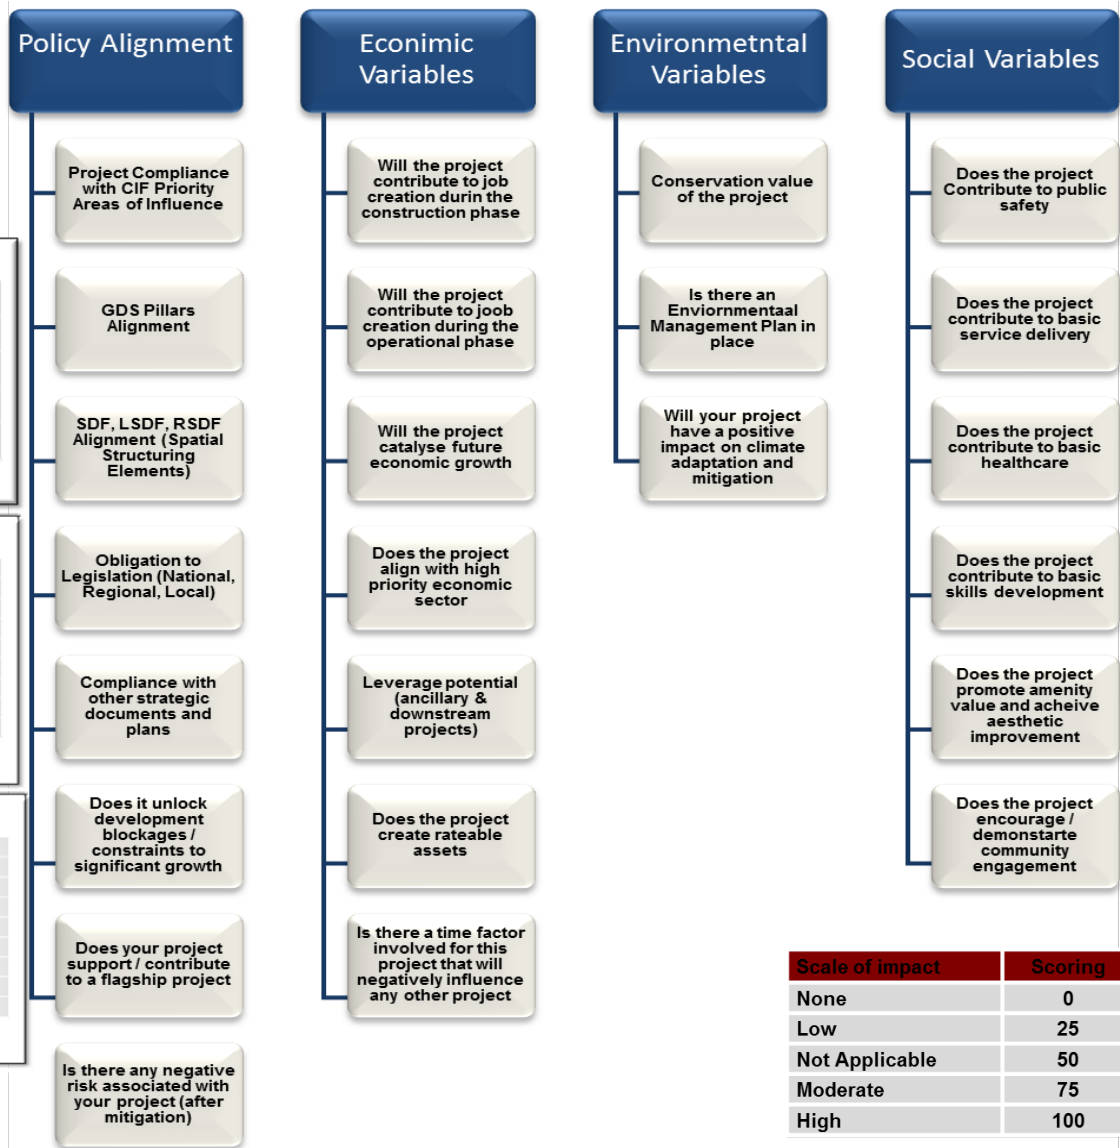 Policy Alignment
Project Compliance
with CIF Priority
Areas of Influence
GDS Pillars
Alignment
SDF, LSDF, RSDF
Alignment (Spatial
Structuring
Elements)
Obligation to
Legislation (National,
Regional, Local)
Compliance with
other strategic
documents and
plans
Does it unlock
development
blockages /
constraints to
significant growth
Does your project
support / contribute
to a flagship project
Is there any negative
risk associated with
your project (after
mitigation)
Econimic
Variables
Will the project
contribute to job
creation durin the
construction phase
Will the project
contribute to joob
creation during the
operational phase
Will the project
catalyse future
economic growth
Does the project
align with high
priority economic
sector
Leverage potential
(ancillary &
downstream
projects)
Does the project
create rateable
assets
Is there a time factor
involved for this
project that will
negatively influence
any other project
Environmetntal
Variables
Conservation value
of the project
Is there an
Enviornmentaal
Management Plan in
place
Will your project
have a positive
impact on climate
adaptation and
mitigation
Social Variables
Does the project
Contribute to public
safety
Does the project
contribute to basic
service delivery
Does the project
contribute to basic
healthcare
Does the project
contribute to basic
skills development
Does the project
promote amenity
value and acheive
aesthetic
improvement
Does the project
encourage /
demonstarte
community
engagement
Scale of impact Scoring
None 0
Low 25
Not Applicable 50
Moderate 75
High 100